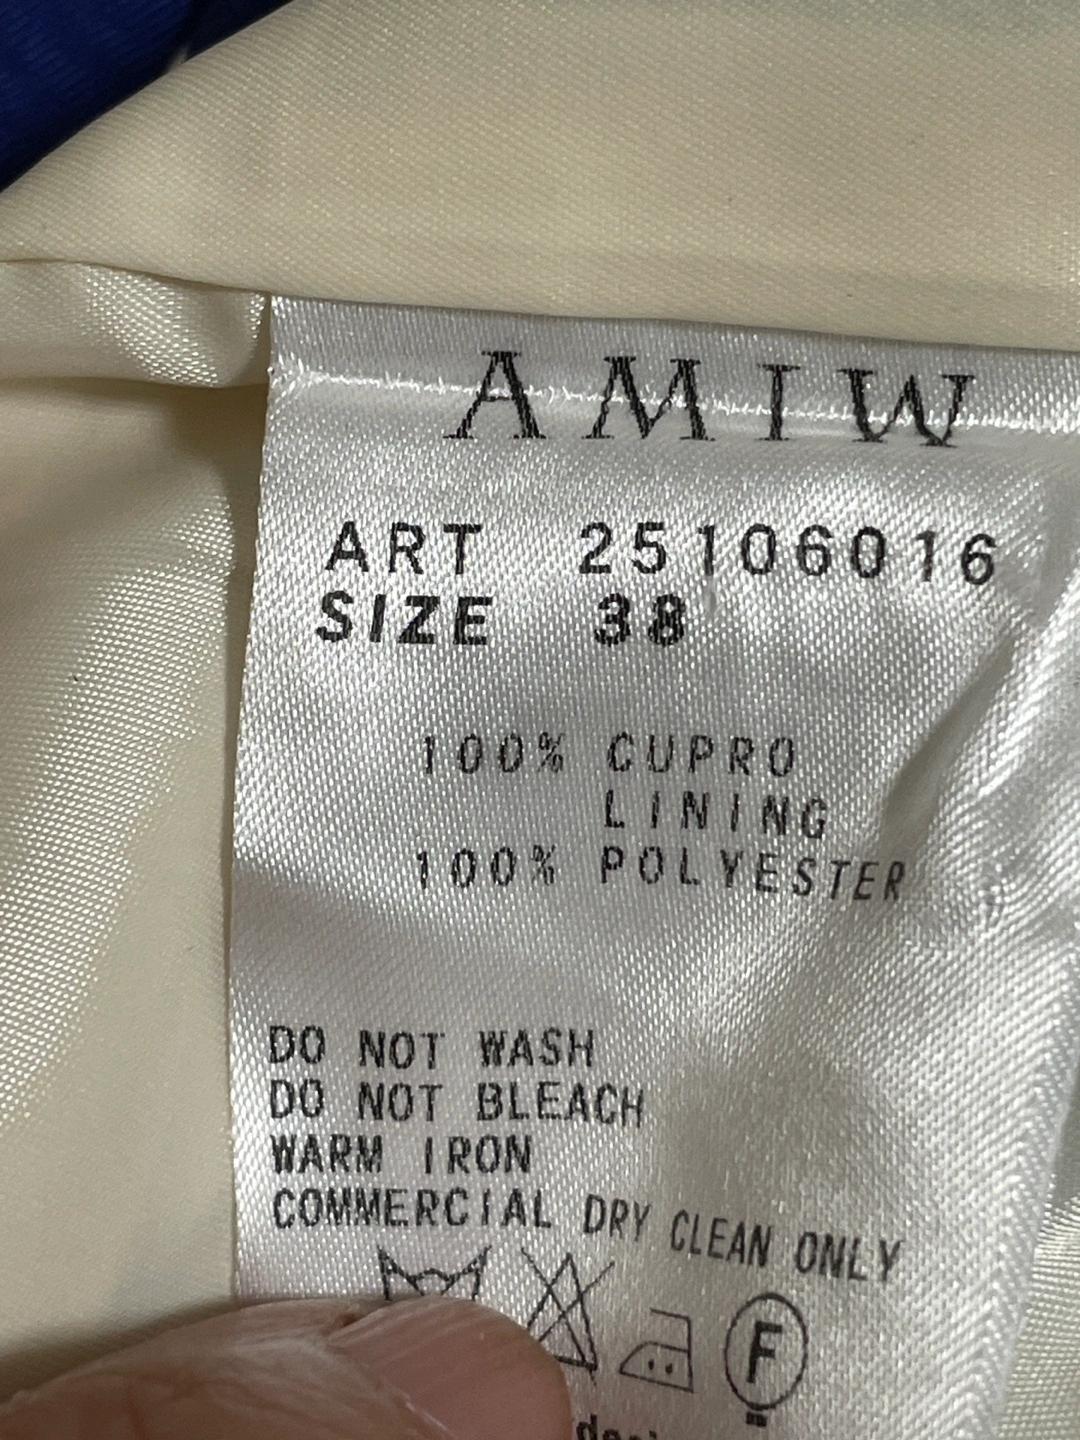 AMIW
ART 25106016
SIZE 38
100% CUPRO
LINING
100% POLYESTER
DO NOT WASH
DO NOT BLEACH
WARM IRON
COMMERCIAL DRY CLEAN ONLY
F